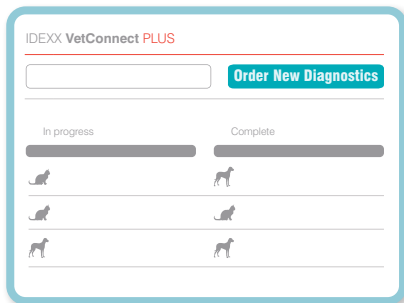 IDEXX VetConnect PLUS
Order New Diagnostics
In progress
Complete